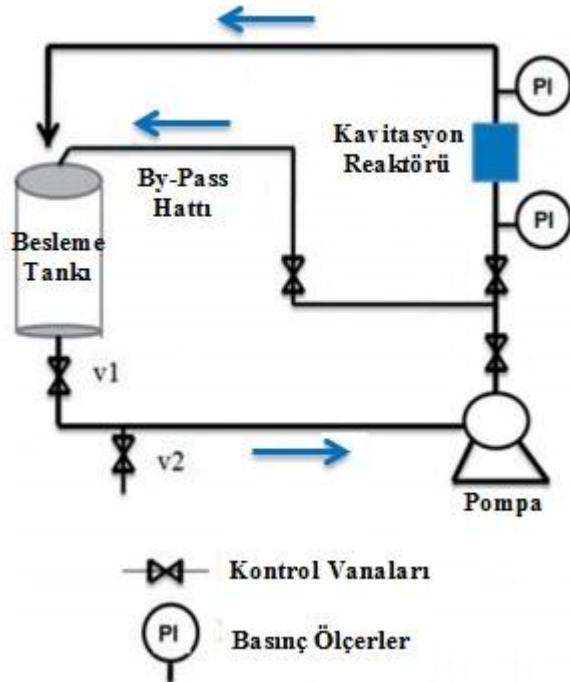 PI
Kavitasyon
Reaktörü
By-Pass
Hattı
PI
Besleme
Tankı
v1
v2
Pompa
Kontrol Vanaları
PI
Basınç Ölçerler